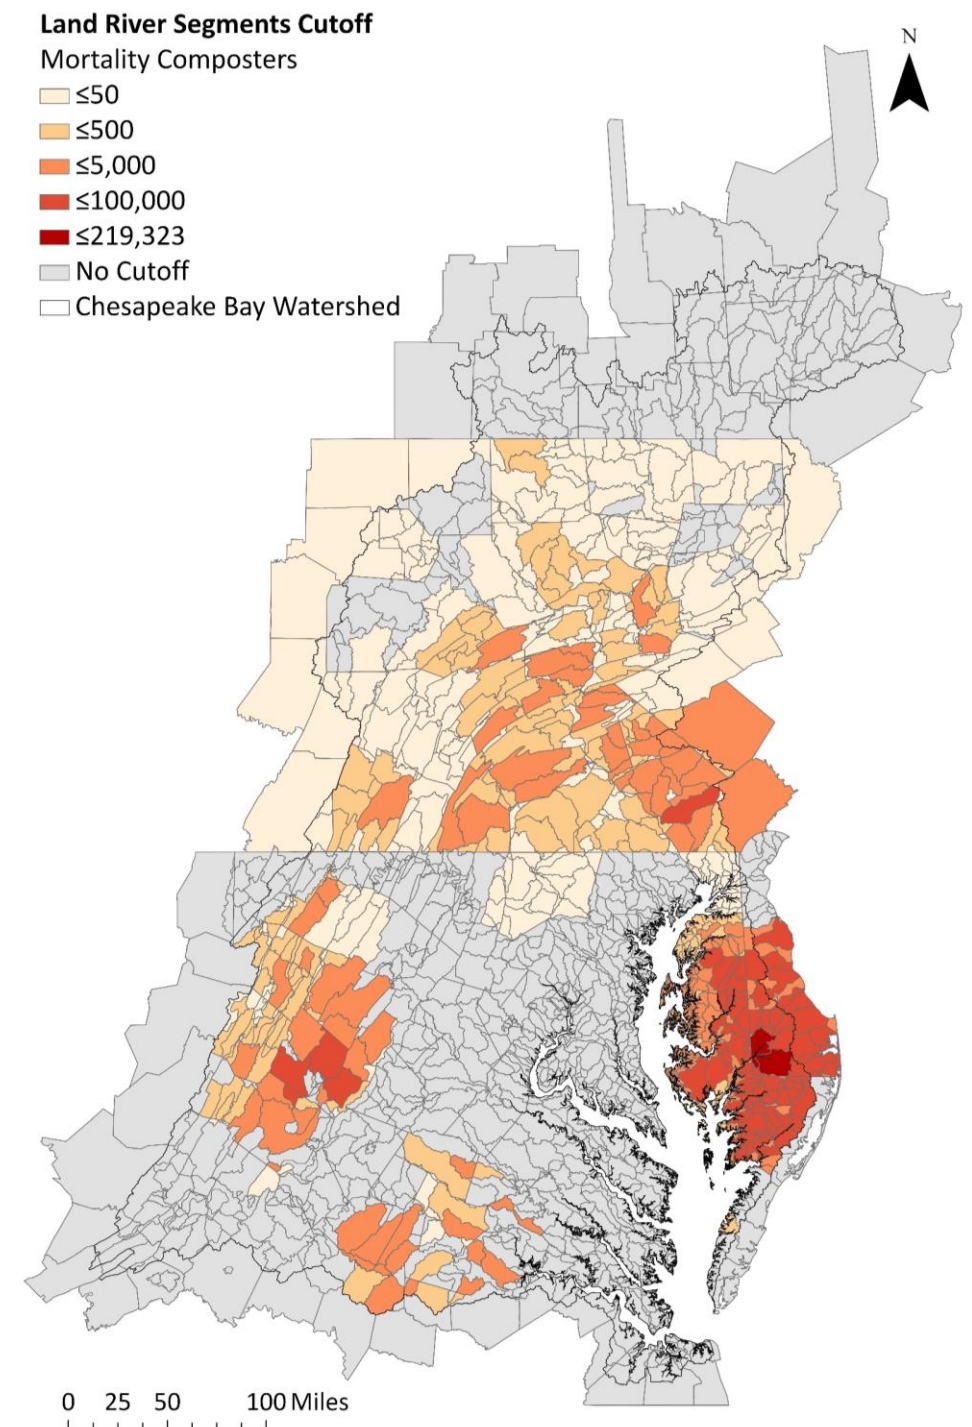 Land River Segments Cutoff
Mortality Composters
≤50
≤500
≤5,000
≤100,000
≤219,323
No Cutoff
Chesapeake Bay Watershed
N
0 25 50 100 Miles